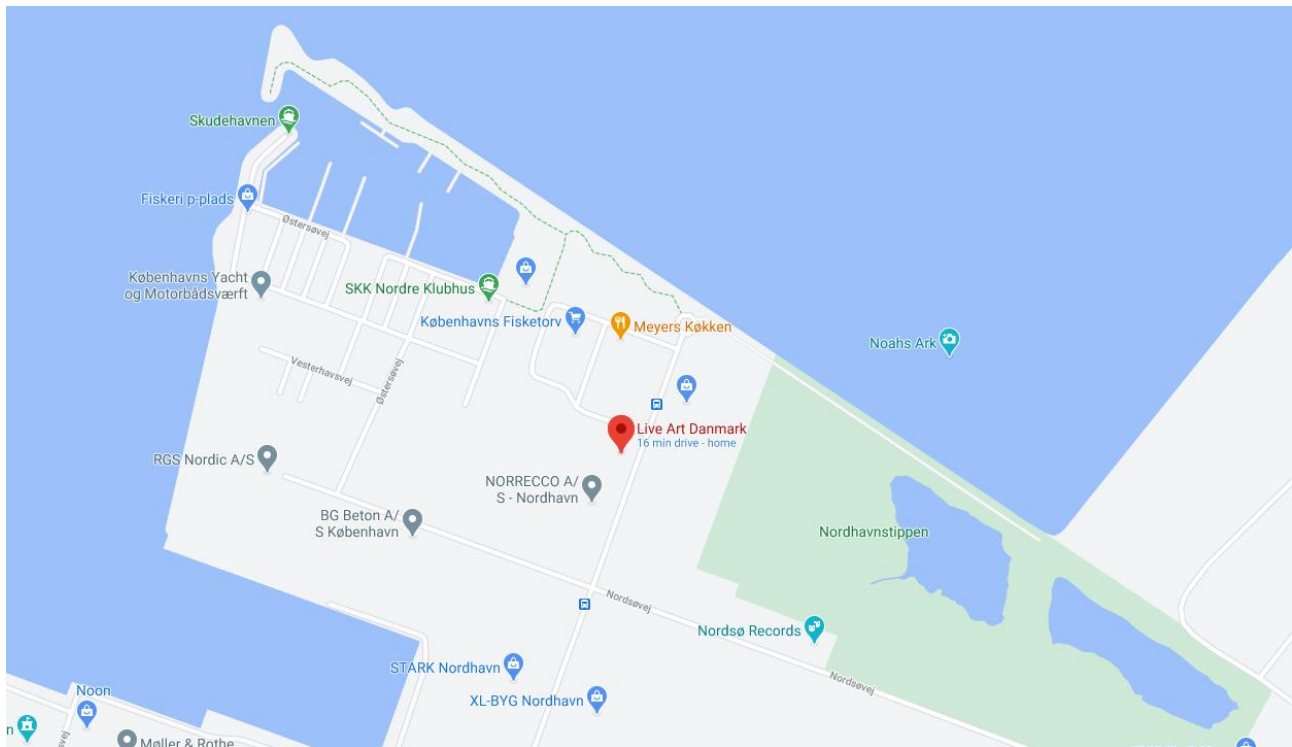 Skudehavnen
Fiskeri p-plads
Østersøvej
Københavns Yacht
og Motorbådsværft
SKK Nordre Klubhus
Københavns Fisketorv
Meyers Køkken
Noahs Ark
Vesterhavsvej
Østersøvej
Live Art Danmark
16 min drive - home
RGS Nordic A/S
NORRECCO A/
S - Nordhavn
BG Beton A/
S København
Nordhavnstippen
Nordsøvej
Nordsø Records
STARK Nordhavn
Nordsøvej
XL-BYG Nordhavn
Noon
n
Møller & Rothe